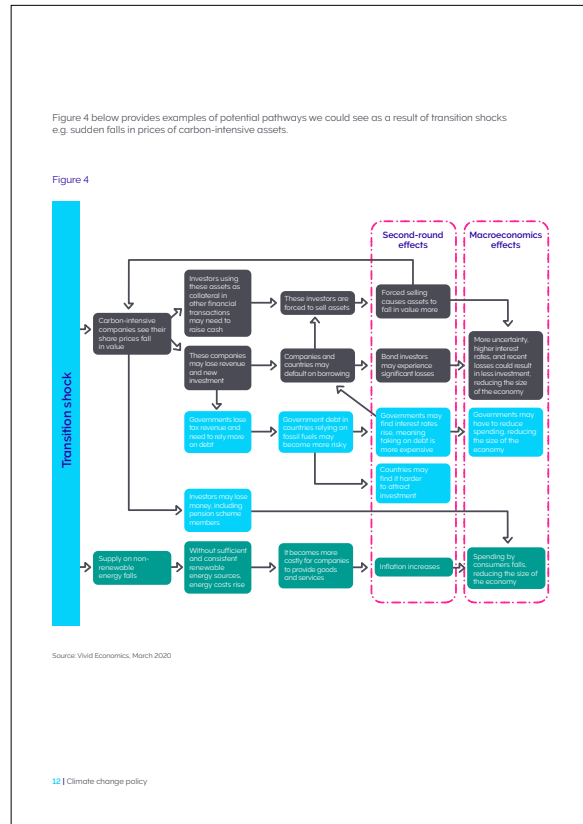 Figure 4 below provides examples of potential pathways we could see as a result of transition shocks
e.g. sudden falls in prices of carbon-intensive assets.
Figure 4
Transition shock
Second-round
effects
Macroeconomics
effects
Carbon-intensive
companies see their
share prices fall
in value
Investors using
these assets as
collateral in
other financial
transactions
may need to
raise cash
These investors are
forced to sell assets
Forced selling
causes assets to
fall in value more
These companies
may lose revenue
and new
investment
Companies and
countries may
default on borrowing
Bond investors
may experience
significant losses
More uncertainty,
higher interest
rates, and recent
losses could result
in less investment,
reducing the size
of the economy
Governments lose
tax revenue and
need to rely more
on debt
Government debt in
countries relying on
fossil fuels may
become more risky
Governments may
find interest rates
rise, meaning
taking on debt is
more expensive
Governments may
have to reduce
spending, reducing
the size of the
economy
Countries may
find it harder
to attract
investment
Investors may lose
money, including
pension scheme
members
Supply on non-
renewable
energy falls
Without sufficient
and consistent
renewable
energy sources,
energy costs rise
It becomes more
costly for companies
to provide goods
and services
Inflation increases
Spending by
consumers falls,
reducing the size of
the economy
Source: Vivid Economics, March 2020
12 | Climate change policy